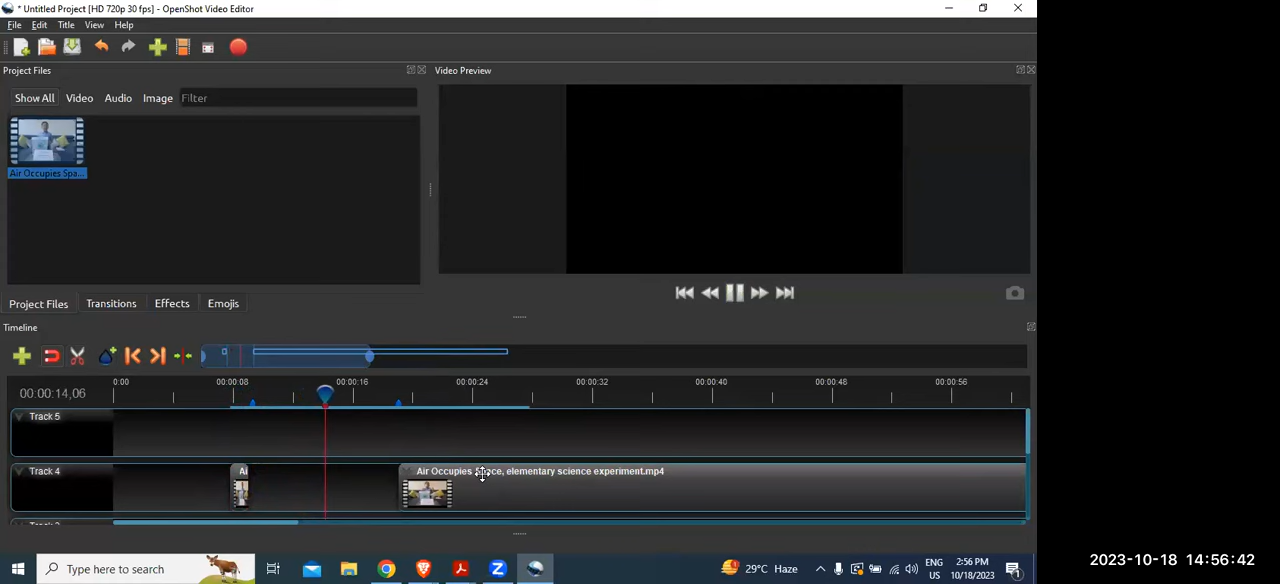 * Untitled Project [HD 720p 30 fps] - OpenShot Video Editor
File Edit Title View Help
Project Files
Video Preview
Show All Video Audio Image Filter
Air Occupies Spa...
Project Files Transitions Effects Emojis
Timeline
00:00:14,06
0:00 00:00:08 00:00:16 00:00:24 00:00:32 00:00:40 00:00:48 00:00:56
Track 5
Track 4
Ai
Air Occupies Space, elementary science experiment.mp4
Type here to search
29°C Haze
ENG
US
2:56 PM
10/18/2023
1
2023-10-18 14:56:42